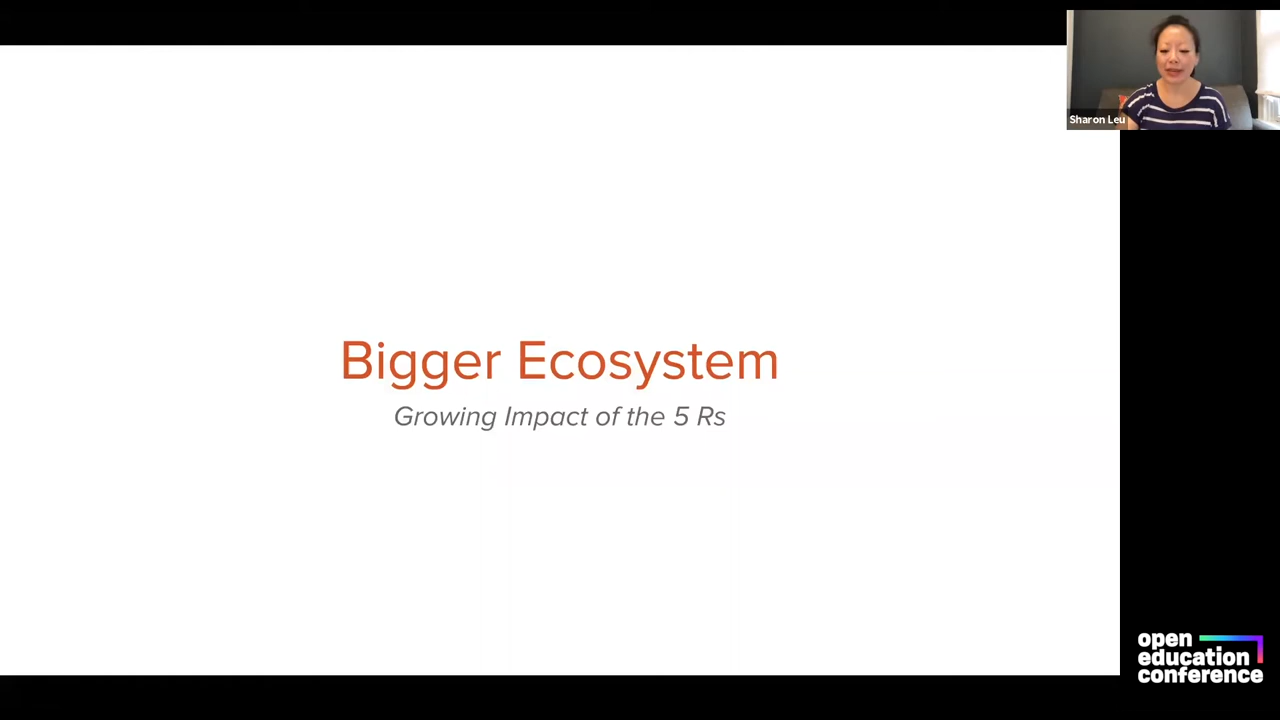 Sharon Leu
Bigger Ecosystem
Growing Impact of the 5 Rs
open
education
conference